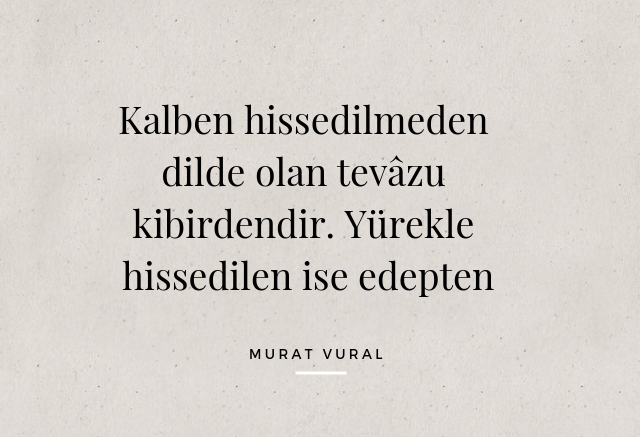 Kalben hissedilmeden
dilde olan tevâzu
kibirdendir. Yürekle
hissedilen ise edepten
MURAT VURAL